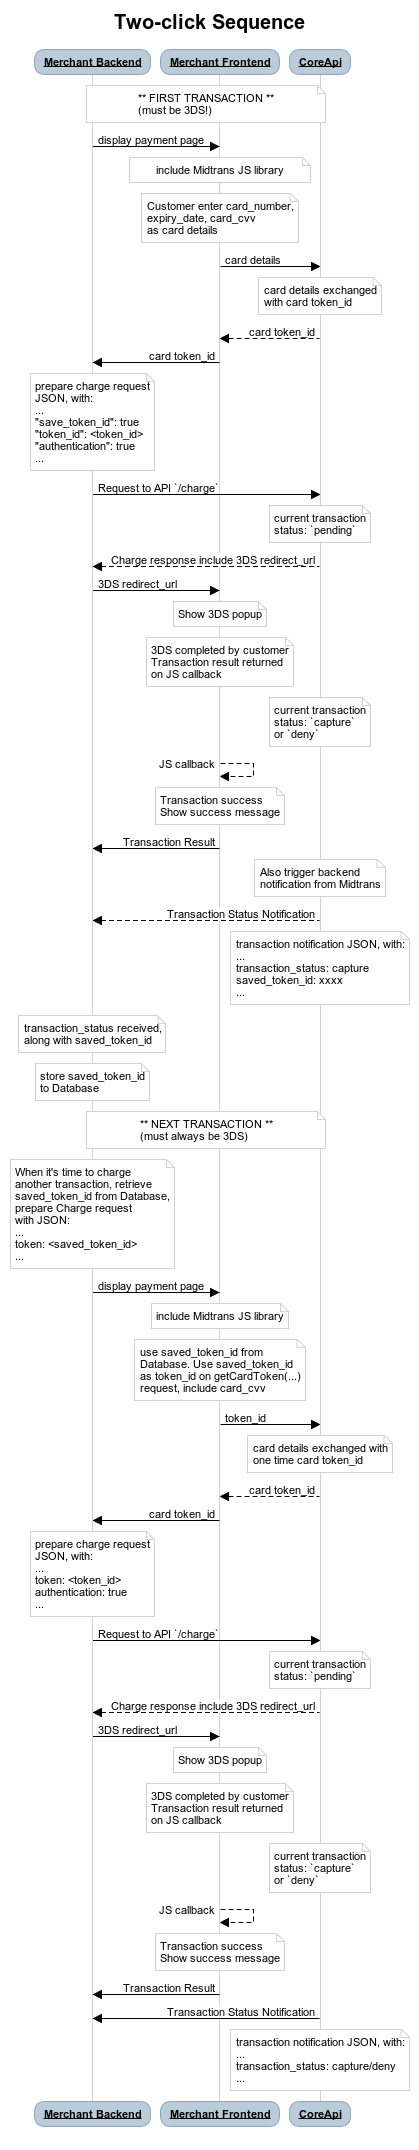 Two-click Sequence
Merchant Backend
Merchant Frontend
CoreApi
** FIRST TRANSACTION **
(must be 3DS!)
display payment page
include Midtrans JS library
Customer enter card_number,
expiry_date, card_cvv
as card details
card details
card details exchanged
with card token_id
card token_id
card token_id
prepare charge request
JSON, with:
...
"save_token_id": true
"token_id": <token_id>
"authentication": true
...
Request to API `/charge`
current transaction
status: `pending`
Charge response include 3DS redirect_url
3DS redirect_url
Show 3DS popup
3DS completed by customer
Transaction result returned
on JS callback
current transaction
status: `capture`
or `deny`
JS callback
Transaction success
Show success message
Transaction Result
Also trigger backend
notification from Midtrans
Transaction Status Notification
transaction notification JSON, with:
...
transaction_status: capture
saved_token_id: xxxx
...
transaction_status received,
along with saved_token_id
store saved_token_id
to Database
** NEXT TRANSACTION **
(must always be 3DS)
When it's time to charge
another transaction, retrieve
saved_token_id from Database,
prepare Charge request
with JSON:
...
token: <saved_token_id>
...
display payment page
include Midtrans JS library
use saved_token_id from
Database. Use saved_token_id
as token_id on getCardToken(...)
request, include card_cvv
token_id
card details exchanged with
one time card token_id
card token_id
card token_id
prepare charge request
JSON, with:
...
token: <token_id>
authentication: true
...
Request to API `/charge`
current transaction
status: `pending`
Charge response include 3DS redirect_url
3DS redirect_url
Show 3DS popup
3DS completed by customer
Transaction result returned
on JS callback
current transaction
status: `capture`
or `deny`
JS callback
Transaction success
Show success message
Transaction Result
Transaction Status Notification
transaction notification JSON, with:
...
transaction_status: capture/deny
...
Merchant Backend
Merchant Frontend
CoreApi